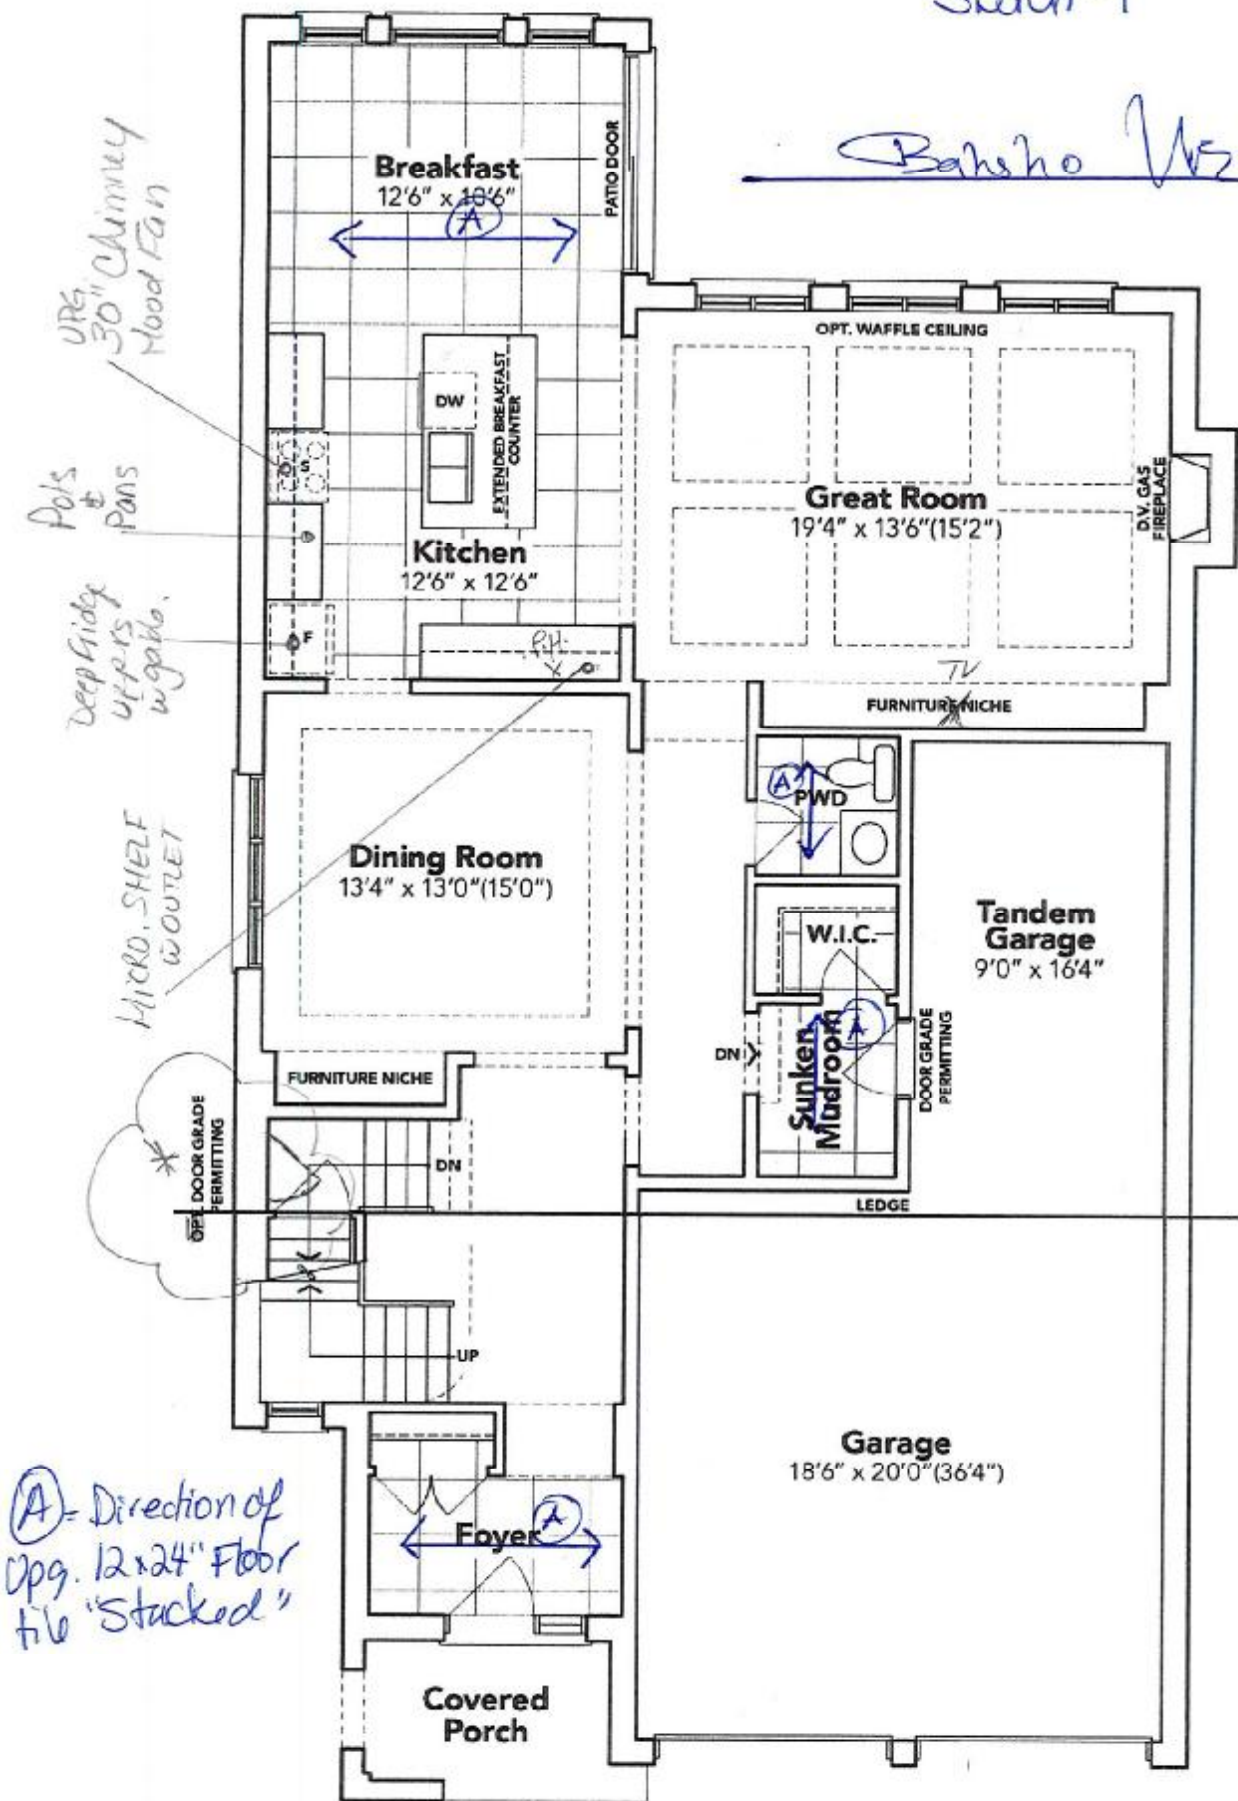 Sketch 1
UPG.
30" Chimney
Hood Fan
Breakfast
12'6" x 10'6"
A
PATIO DOOR
OPT. WAFFLE CEILING
DW
EXTENDED BREAKFAST
COUNTER
S
Pots
&
Pans
Great Room
19'4" x 13'6"(15'2")
D.V. GAS
FIREPLACE
Kitchen
12'6" x 12'6"
Deep Fridge
uppers
F
TV
FURNITURE NICHE
A
PWD
MICRO. SHELF
W OUTLET
Dining Room
13'4" x 13'0"(15'0")
W.I.C.
Tandem
Garage
9'0" x 16'4"
A
Sunken
Mudroom
DN
DOOR GRADE
PERMITTING
FURNITURE NICHE
OPT. DOOR GRADE
PERMITTING
DN
LEDGE
UP
Garage
18'6" x 20'0"(36'4")
A = Direction of
Upg. 12x24" Floor
tile "Stacked"
Foyer
A
Covered
Porch